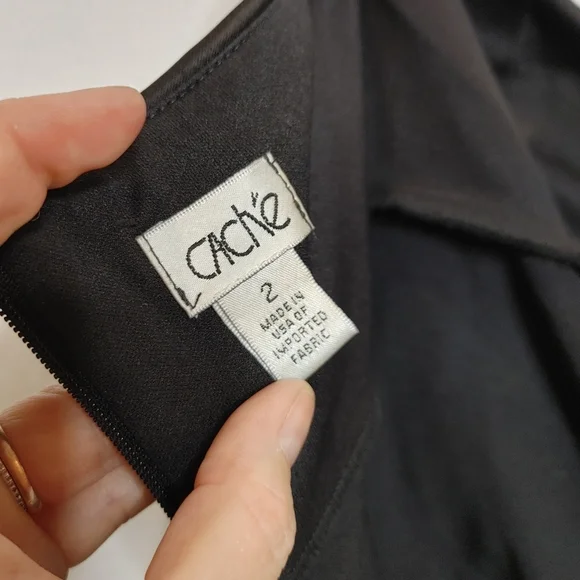 CACHÉ
2
MADE IN
USA OF
IMPORTED
FABRIC